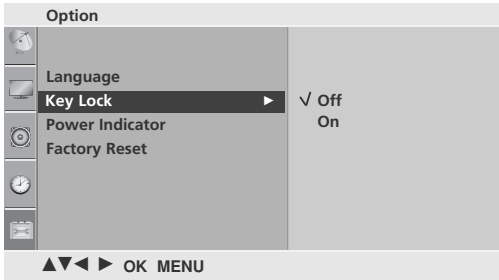 Option
Language
Key Lock ► √ Off
Power Indicator On
Factory Reset
▲▼◄ ► OK MENU